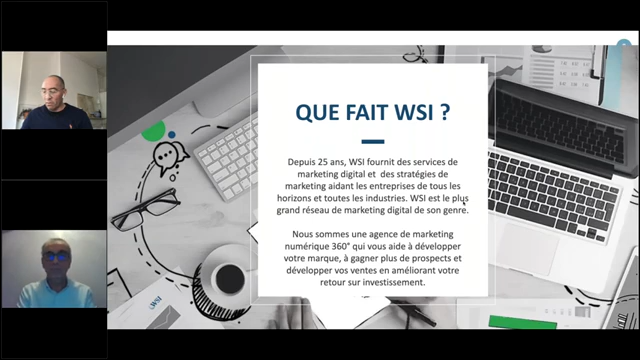 QUE FAIT WSI ?
Depuis 25 ans, WSI fournit des services de
marketing digital et des stratégies de
marketing aidant les entreprises de tous les
horizons et toutes les industries. WSI est le plus
grand réseau de marketing digital de son genre.
Nous sommes une agence de marketing
numérique 360° qui vous aide à développer
votre marque, à gagner plus de prospects et
développer vos ventes en améliorant votre
retour sur investissement.
WSI